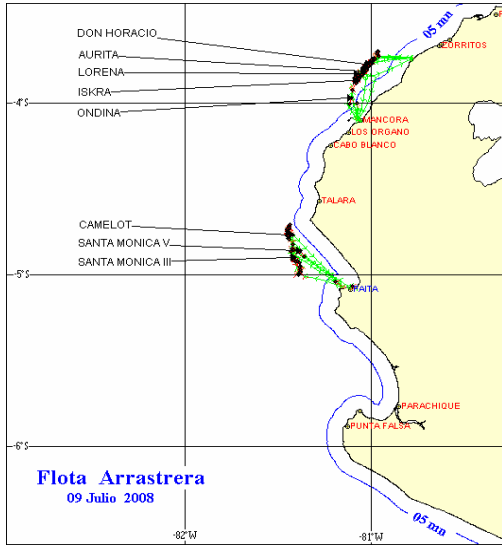 DON HORACIO
AURITA
LORENA
ISKRA
ONDINA
05 mn
ZORRITOS
-4°S
MANCORA
LOS ORGANO
CABO BLANCO
TALARA
CAMELOT
SANTA MONICA V
SANTA MONICA III
-5°S
PAITA
PARACHIQUE
PUNTA FALSA
-6°S
Flota Arrastrera
09 Julio 2008
05 mn
-82°W
-81°W